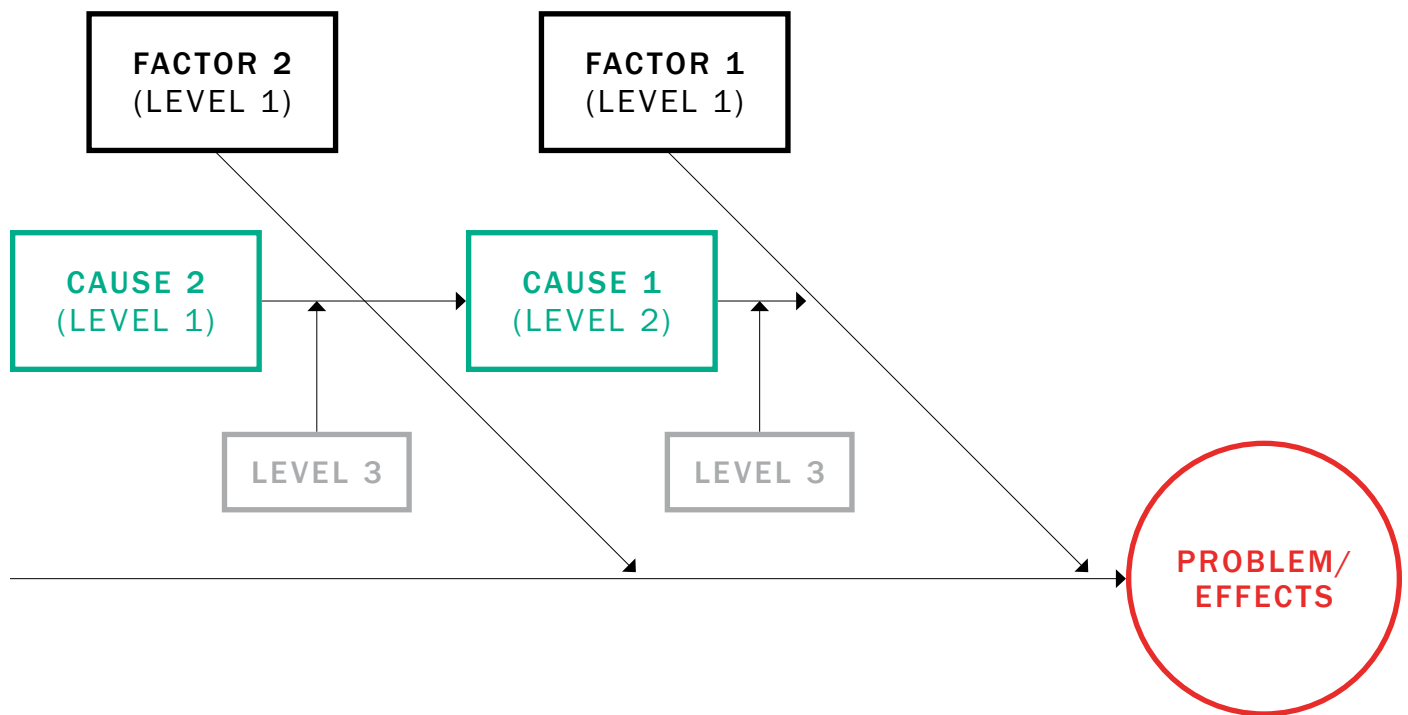 FACTOR 2
(LEVEL 1)
FACTOR 1
(LEVEL 1)
CAUSE 2
(LEVEL 1)
CAUSE 1
(LEVEL 2)
LEVEL 3
LEVEL 3
PROBLEM/
EFFECTS